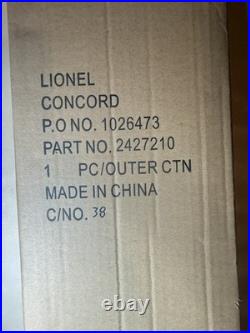 LIONEL
CONCORD
P.O NO. 1026473
PART NO. 2427210
1 PC/OUTER CTN
MADE IN CHINA
C/NO. 38